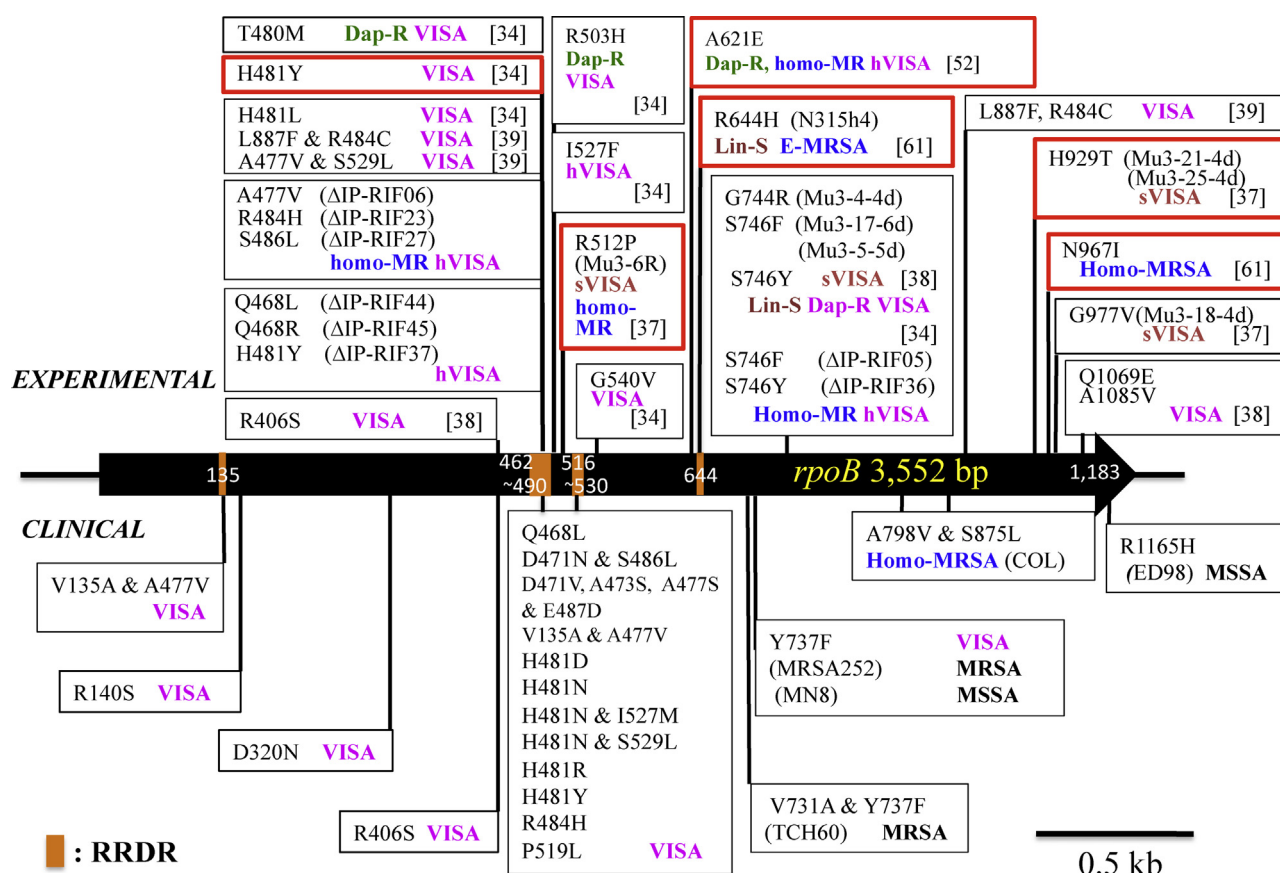 T480M Dap-R VISA [34]
H481Y VISA [34]
H481L VISA [34]
L887F & R484C VISA [39]
A477V & S529L VISA [39]
A477V (ΔIP-RIF06)
R484H (ΔIP-RIF23)
S486L (ΔIP-RIF27)
homo-MR hVISA
Q468L (ΔIP-RIF44)
Q468R (ΔIP-RIF45)
H481Y (ΔIP-RIF37)
hVISA
EXPERIMENTAL
R406S VISA [38]
R503H
Dap-R
VISA
[34]
I527F
hVISA
[34]
R512P
(Mu3-6R)
sVISA
homo-
MR [37]
G540V
VISA
[34]
A621E
Dap-R, homo-MR hVISA [52]
R644H (N315h4)
Lin-S E-MRSA [61]
G744R (Mu3-4-4d)
S746F (Mu3-17-6d)
(Mu3-5-5d)
S746Y sVISA [38]
Lin-S Dap-R VISA
[34]
S746F (ΔIP-RIF05)
S746Y (ΔIP-RIF36)
Homo-MR hVISA
L887F, R484C VISA [39]
H929T (Mu3-21-4d)
(Mu3-25-4d)
sVISA [37]
N967I
Homo-MRSA [61]
G977V(Mu3-18-4d)
sVISA [37]
Q1069E
A1085V
VISA [38]
135
462
~490
516
~530
644
rpoB 3,552 bp
1,183
CLINICAL
V135A & A477V
VISA
R140S VISA
D320N VISA
R406S VISA
Q468L
D471N & S486L
D471V, A473S, A477S
& E487D
V135A & A477V
H481D
H481N
H481N & I527M
H481N & S529L
H481R
H481Y
R484H
P519L VISA
A798V & S875L
Homo-MRSA (COL)
R1165H
(ED98) MSSA
Y737F VISA
(MRSA252) MRSA
(MN8) MSSA
V731A & Y737F
(TCH60) MRSA
: RRDR
0.5 kb